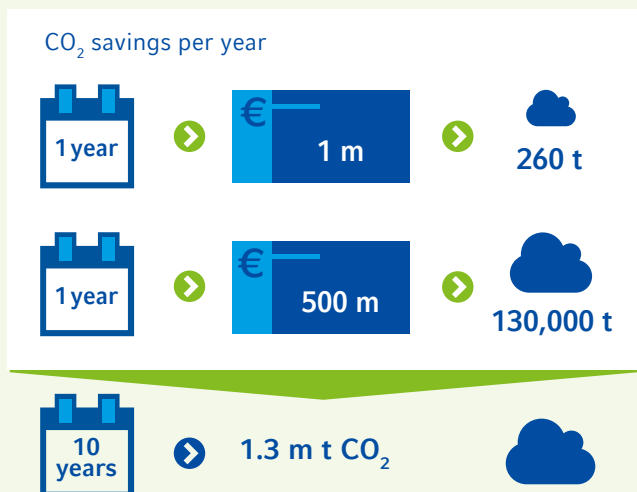 CO₂ savings per year
1 year
€
1 m
260 t
1 year
€
500 m
130,000 t
10
years
1.3 m t CO₂